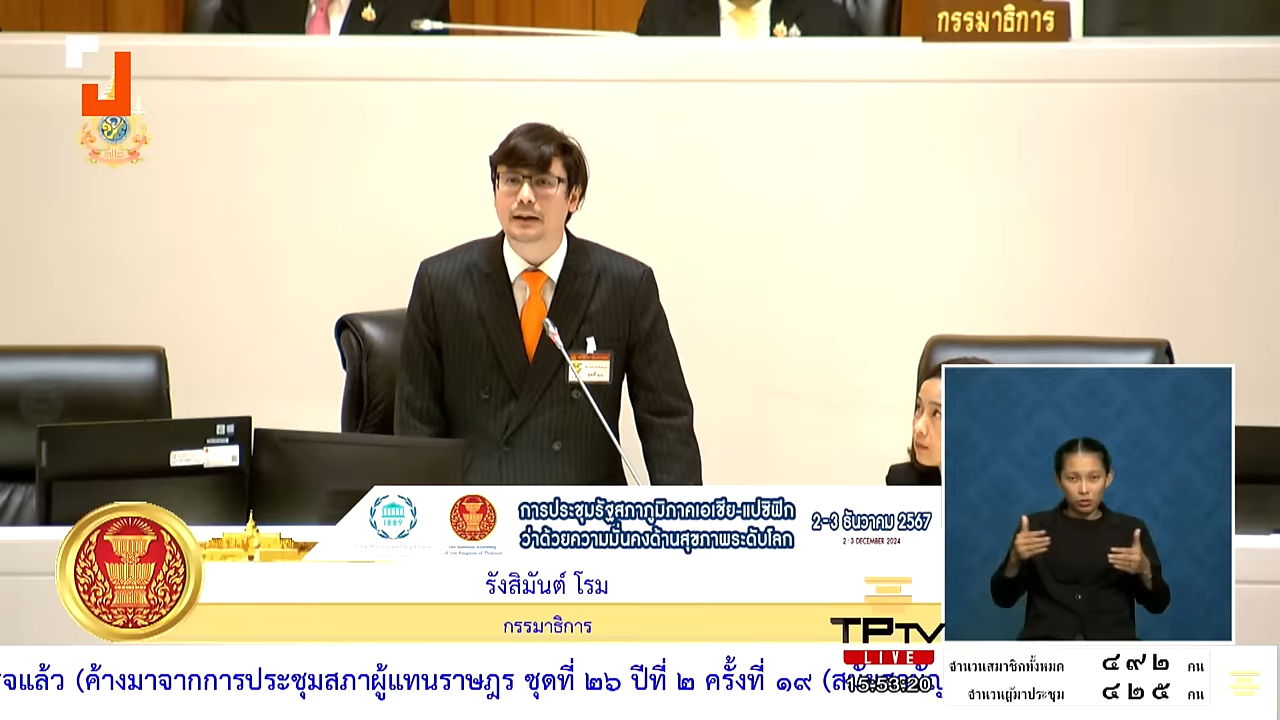 กรรมาธิการ
1889
การประชุมรัฐสภาภูมิภาคเอเชีย-แปซิฟิก
ว่าด้วยความมั่นคงด้านสุขภาพระดับโลก
2-3 ธันวาคม 2567
2-3 DECEMBER 2024
รังสิมันต์ โรม
กรรมาธิการ
TPTV
LIVE
15:53:20
จแล้ว (ค้างมาจากการประชุมสภาผู้แทนราษฎร ชุดที่ ๒๖ ปีที่ ๒ ครั้งที่ ๑๙
จำนวนสมาชิกทั้งหมด ๔๙๒ คน
จำนวนผู้มาประชุม ๔๒๕ คน